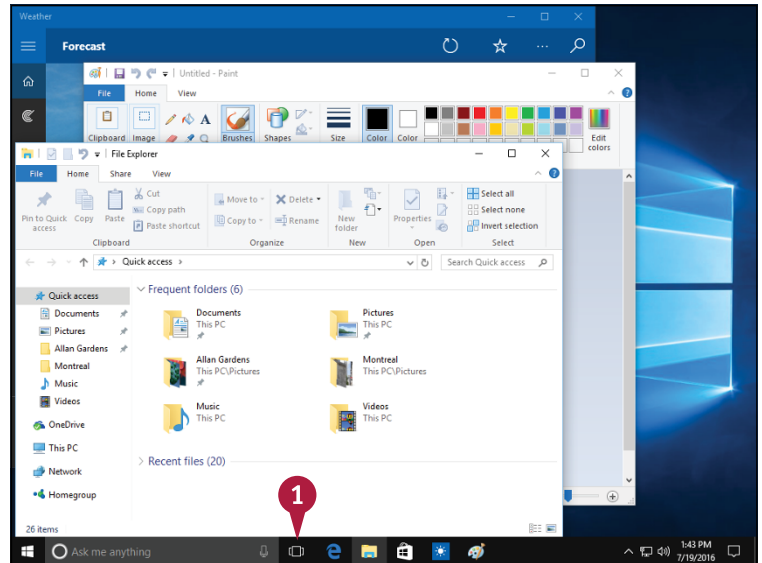 Weather
Forecast
Untitled - Paint
File Home View
Clipboard Image Brushes Shapes Size Color Color Edit colors
File Explorer
File Home Share View
Pin to Quick access
Copy
Paste
Cut
Copy path
Paste shortcut
Move to
Copy to
Delete
Rename
New folder
Properties
Select all
Select none
Invert selection
Clipboard Organize New Open Select
Quick access
Search Quick access
Quick access
Documents
Pictures
Allan Gardens
Montreal
Music
Videos
OneDrive
This PC
Network
Homegroup
Frequent folders (6)
Documents
This PC
Pictures
This PC
Allan Gardens
This PC\Pictures
Montreal
This PC\Pictures
Music
This PC
Videos
This PC
Recent files (20)
1
26 items
Ask me anything
1:43 PM
7/19/2016